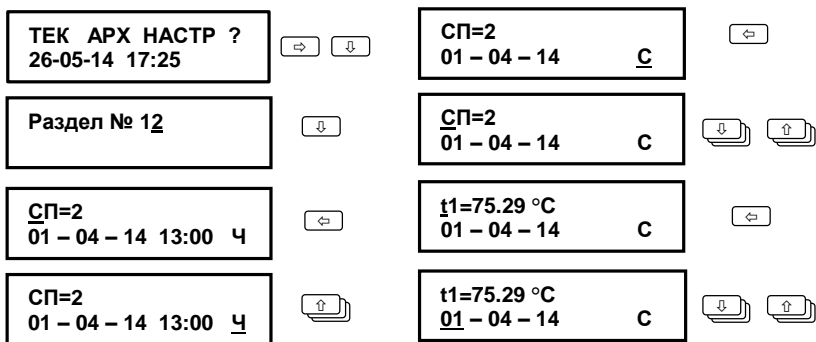 ТЕК АРХ НАСТР ?
26-05-14 17:25
Раздел № 12
СП=2
01 – 04 – 14 13:00 Ч
СП=2
01 – 04 – 14 13:00 Ч
СП=2
01 – 04 – 14 С
СП=2
01 – 04 – 14 С
t1=75.29 °С
01 – 04 – 14 С
t1=75.29 °С
01 – 04 – 14 С